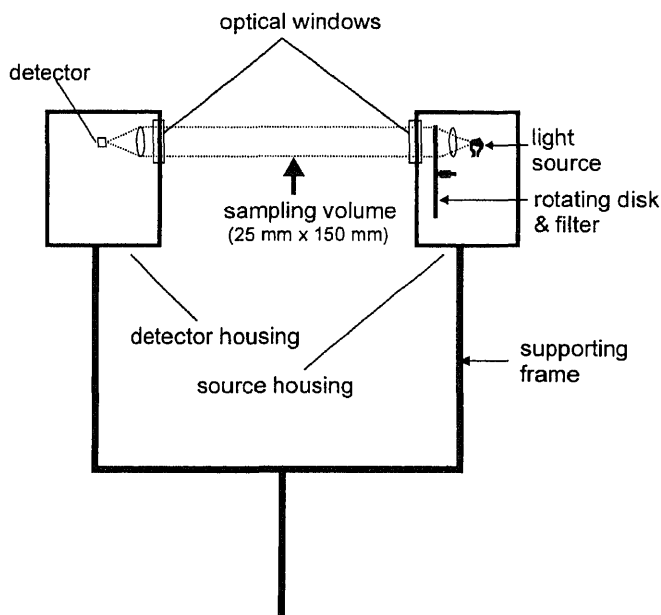 optical windows
detector
light
source
rotating disk
& filter
sampling volume
(25 mm x 150 mm)
detector housing
source housing
supporting
frame